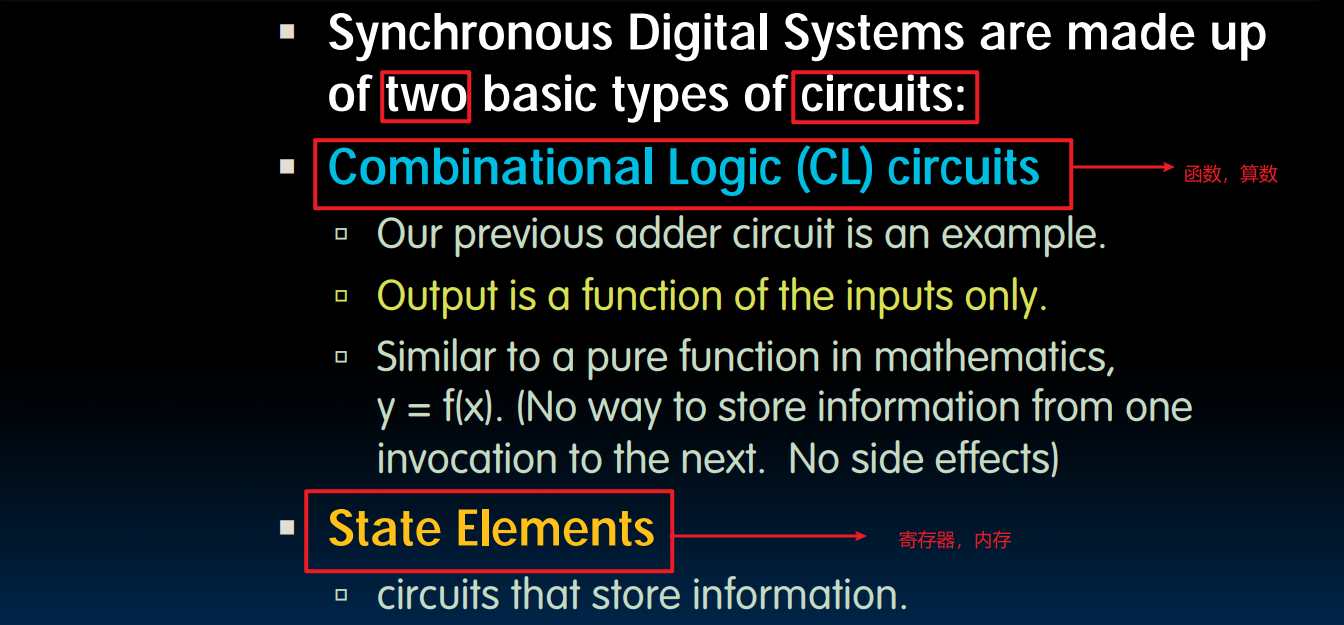 Synchronous Digital Systems are made up
of two basic types of circuits:
Combinational Logic (CL) circuits
函数，算数
Our previous adder circuit is an example.
Output is a function of the inputs only.
Similar to a pure function in mathematics,
y = f(x). (No way to store information from one
invocation to the next. No side effects)
State Elements
寄存器，内存
circuits that store information.